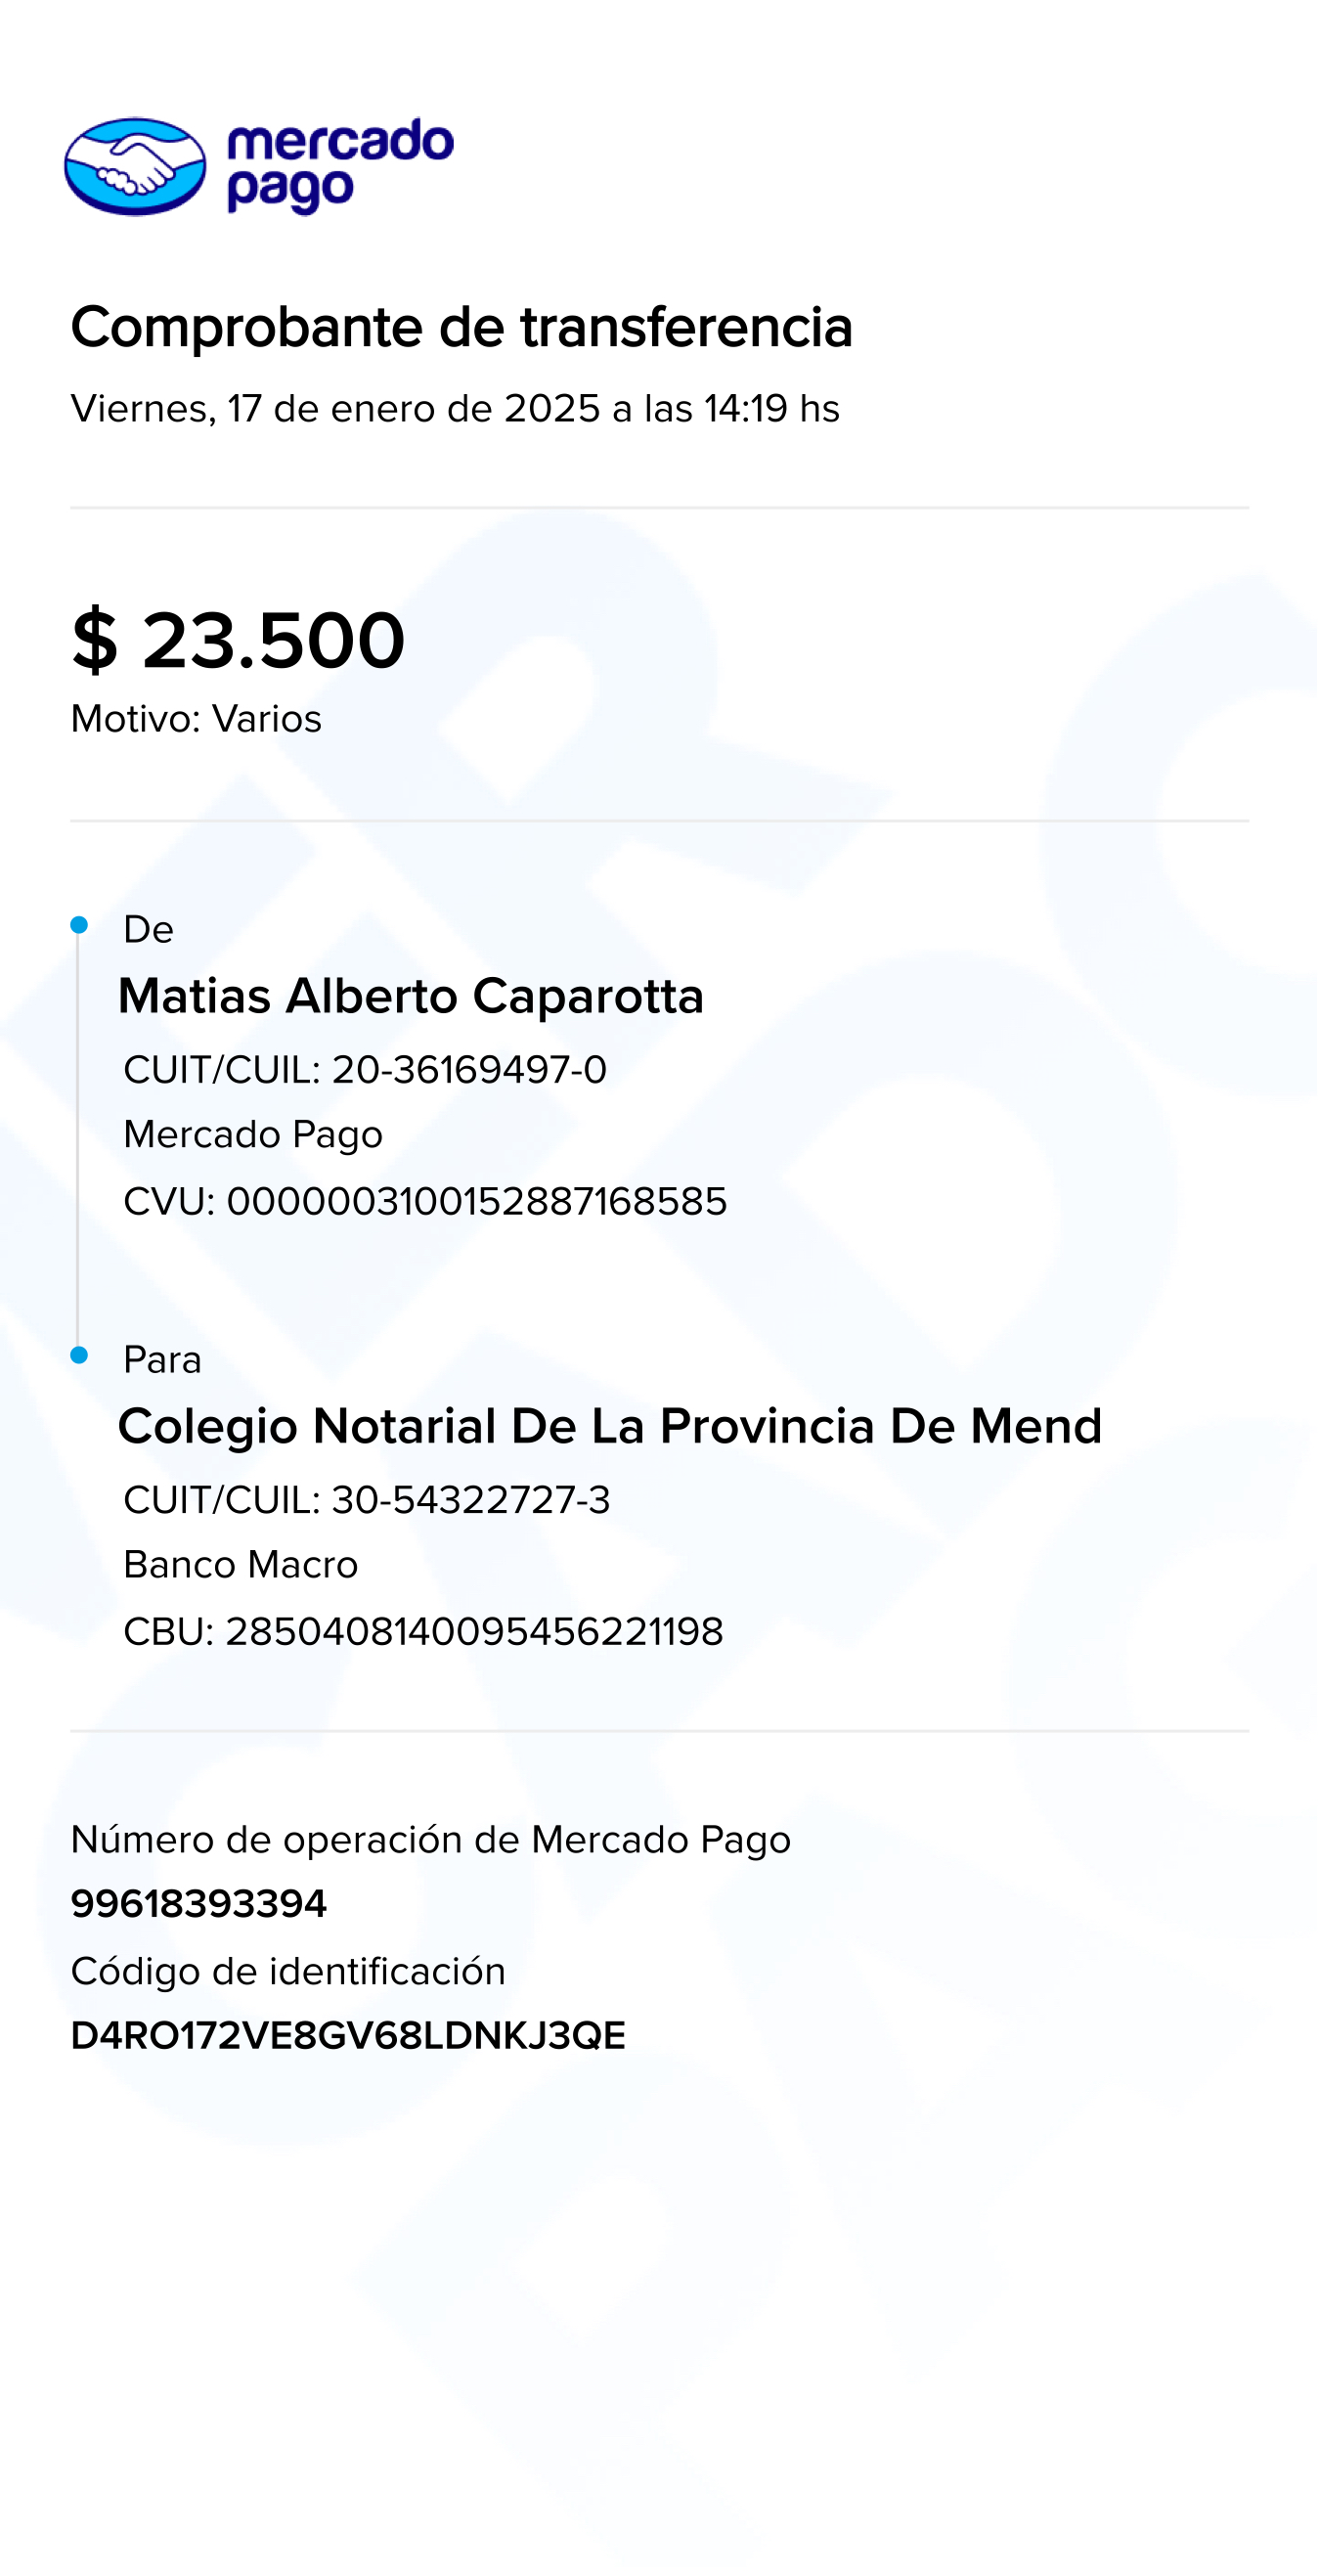 mercado
pago
Comprobante de transferencia
Viernes, 17 de enero de 2025 a las 14:19 hs
$ 23.500
Motivo: Varios
De
Matias Alberto Caparotta
CUIT/CUIL: 20-36169497-0
Mercado Pago
CVU: 0000003100152887168585
Para
Colegio Notarial De La Provincia De Mend
CUIT/CUIL: 30-54322727-3
Banco Macro
CBU: 2850408140095456221198
Número de operación de Mercado Pago
99618393394
Código de identificación
D4RO172VE8GV68LDNKJ3QE
MERCADO
PAGO